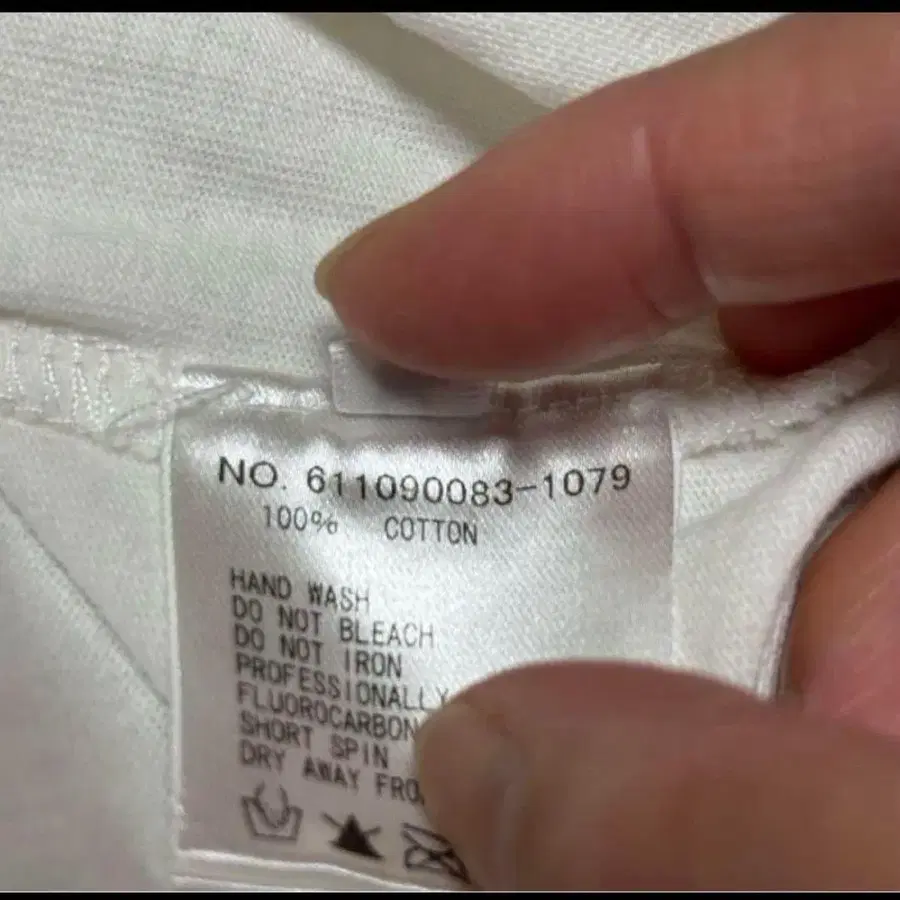 NO. 611090083-1079
100% COTTON
HAND WASH
DO NOT BLEACH
DO NOT IRON
PROFESSIONALLY
FLUOROCARBON
SHORT SPIN
DRY AWAY